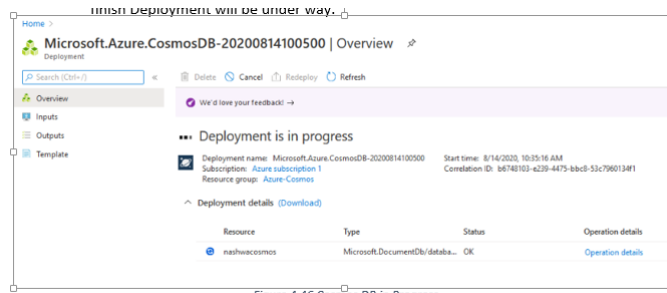 finish Deployment will be under way.
Home >
Microsoft.Azure.CosmosDB-20200814100500 | Overview
Deployment
Search (Ctrl+/)
«
Delete Cancel Redeploy Refresh
Overview
Inputs
Outputs
Template
We'd love your feedback! →
Deployment is in progress
Deployment name: Microsoft.Azure.CosmosDB-20200814100500 Start time: 8/14/2020, 10:35:16 AM
Subscription: Azure subscription 1 Correlation ID: b6748103-e239-4475-bbc8-53c7960134f1
Resource group: Azure-Cosmos
Deployment details (Download)
Resource Type Status Operation details
nashwacosmos Microsoft.DocumentDb/databa... OK Operation details